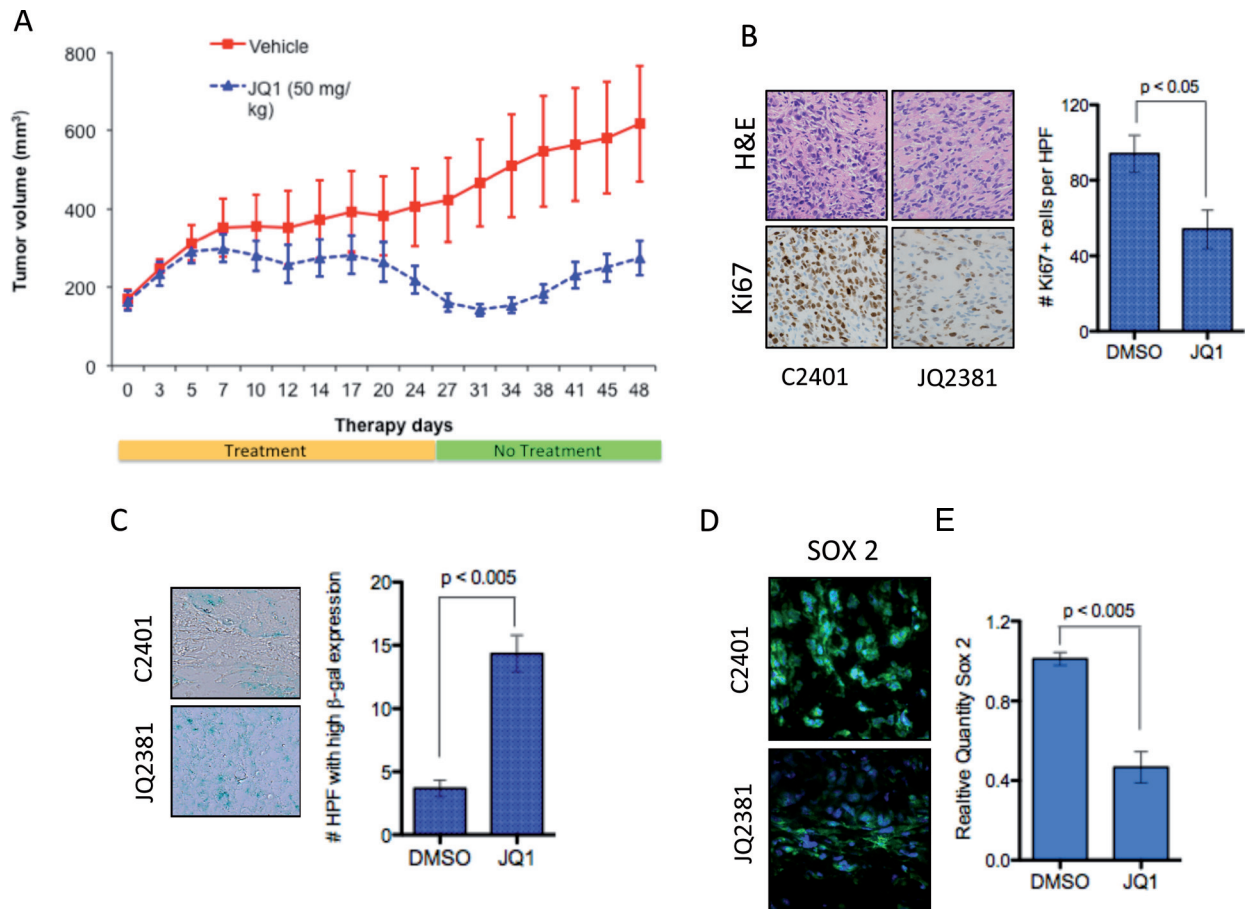 A
Vehicle
JQ1 (50 mg/
kg)
Tumor volume (mm³)
800
600
400
200
0
0 3 5 7 10 12 14 17 20 24 27 31 34 38 41 45 48
Therapy days
Treatment No Treatment
B
H&E
Ki67
C2401 JQ2381
p < 0.05
# Ki67+ cells per HPF
120
80
40
0
DMSO JQ1
C
C2401
JQ2381
p < 0.005
# HPF with high β-gal expression
20
15
10
5
0
DMSO JQ1
D
SOX 2
C2401
JQ2381
E
p < 0.005
Realtive Quantity Sox 2
1.2
0.8
0.4
0.0
DMSO JQ1